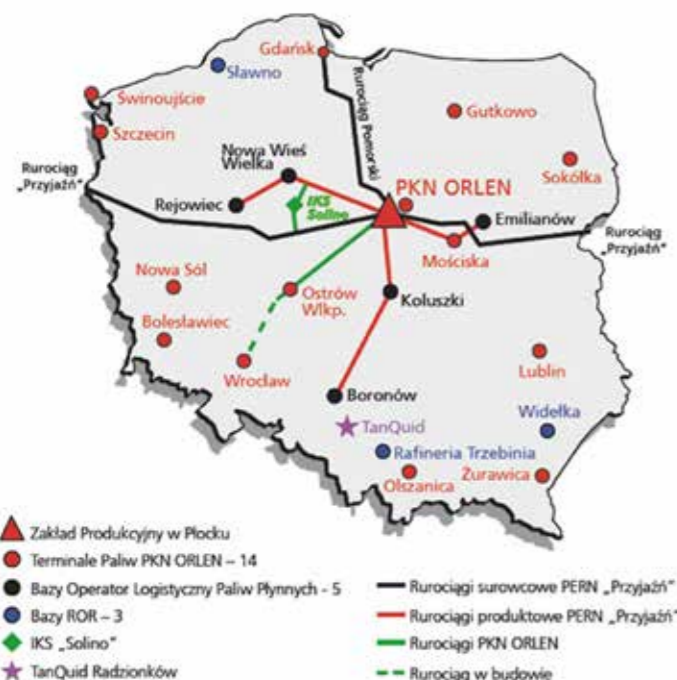 Gdańsk
Sławno
Świnoujście
Szczecin
Rurociąg Pomorski
Gutkowo
Sokółka
Nowa Wieś
Wielka
Rurociąg
„Przyjaźń"
Rejowiec
IKS
Solino
PKN ORLEN
Emilianów
Rurociąg
„Przyjaźń"
Mościska
Nowa Sól
Ostrów
Wlkp.
Koluszki
Bolesławiec
Wrocław
Lublin
Boronów
Widełka
TanQuid
Rafineria Trzebinia
Olszanica
Żurawica
Zakład Produkcyjny w Płocku
Terminale Paliw PKN ORLEN – 14
Bazy Operator Logistyczny Paliw Płynnych - 5
Bazy ROR – 3
IKS „Solino"
TanQuid Radzionków
Rurociągi surowcowe PERN „Przyjaźń"
Rurociągi produktowe PERN „Przyjaźń"
Rurociągi PKN ORLEN
Rurociąg w budowie